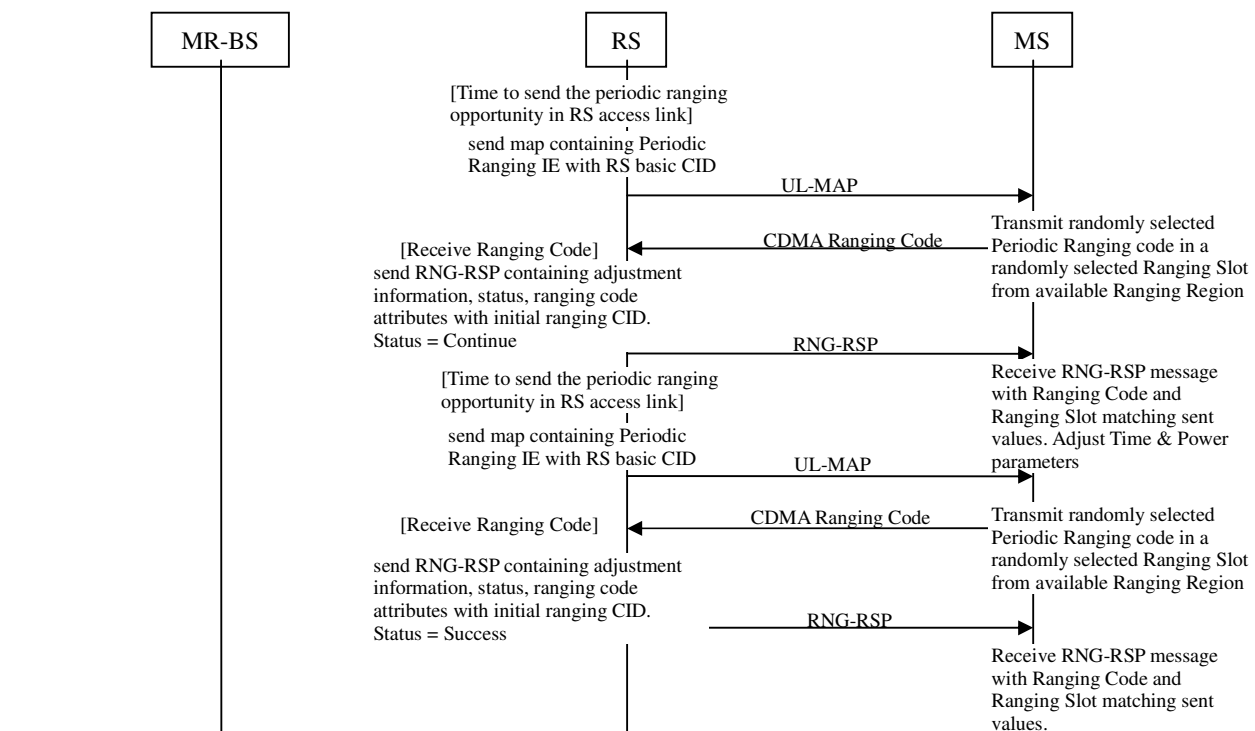 MR-BS
RS
MS
[Time to send the periodic ranging
opportunity in RS access link]
send map containing Periodic
Ranging IE with RS basic CID
UL-MAP
Transmit randomly selected
Periodic Ranging code in a
randomly selected Ranging Slot
from available Ranging Region
CDMA Ranging Code
[Receive Ranging Code]
send RNG-RSP containing adjustment
information, status, ranging code
attributes with initial ranging CID.
Status = Continue
RNG-RSP
Receive RNG-RSP message
with Ranging Code and
Ranging Slot matching sent
values. Adjust Time & Power
parameters
[Time to send the periodic ranging
opportunity in RS access link]
send map containing Periodic
Ranging IE with RS basic CID
UL-MAP
Transmit randomly selected
Periodic Ranging code in a
randomly selected Ranging Slot
from available Ranging Region
CDMA Ranging Code
[Receive Ranging Code]
send RNG-RSP containing adjustment
information, status, ranging code
attributes with initial ranging CID.
Status = Success
RNG-RSP
Receive RNG-RSP message
with Ranging Code and
Ranging Slot matching sent
values.